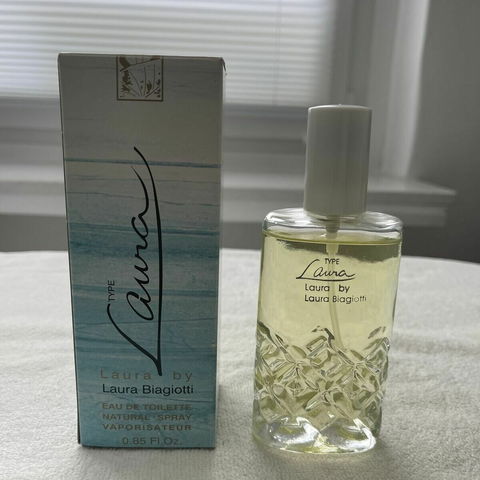 TYPE
Laura
Laura by
Laura Biagiotti
EAU DE TOILETTE
NATURAL SPRAY
VAPORISATEUR
0.85 Fl.Oz.
TYPE
Laura
Laura by
Laura Biagiotti